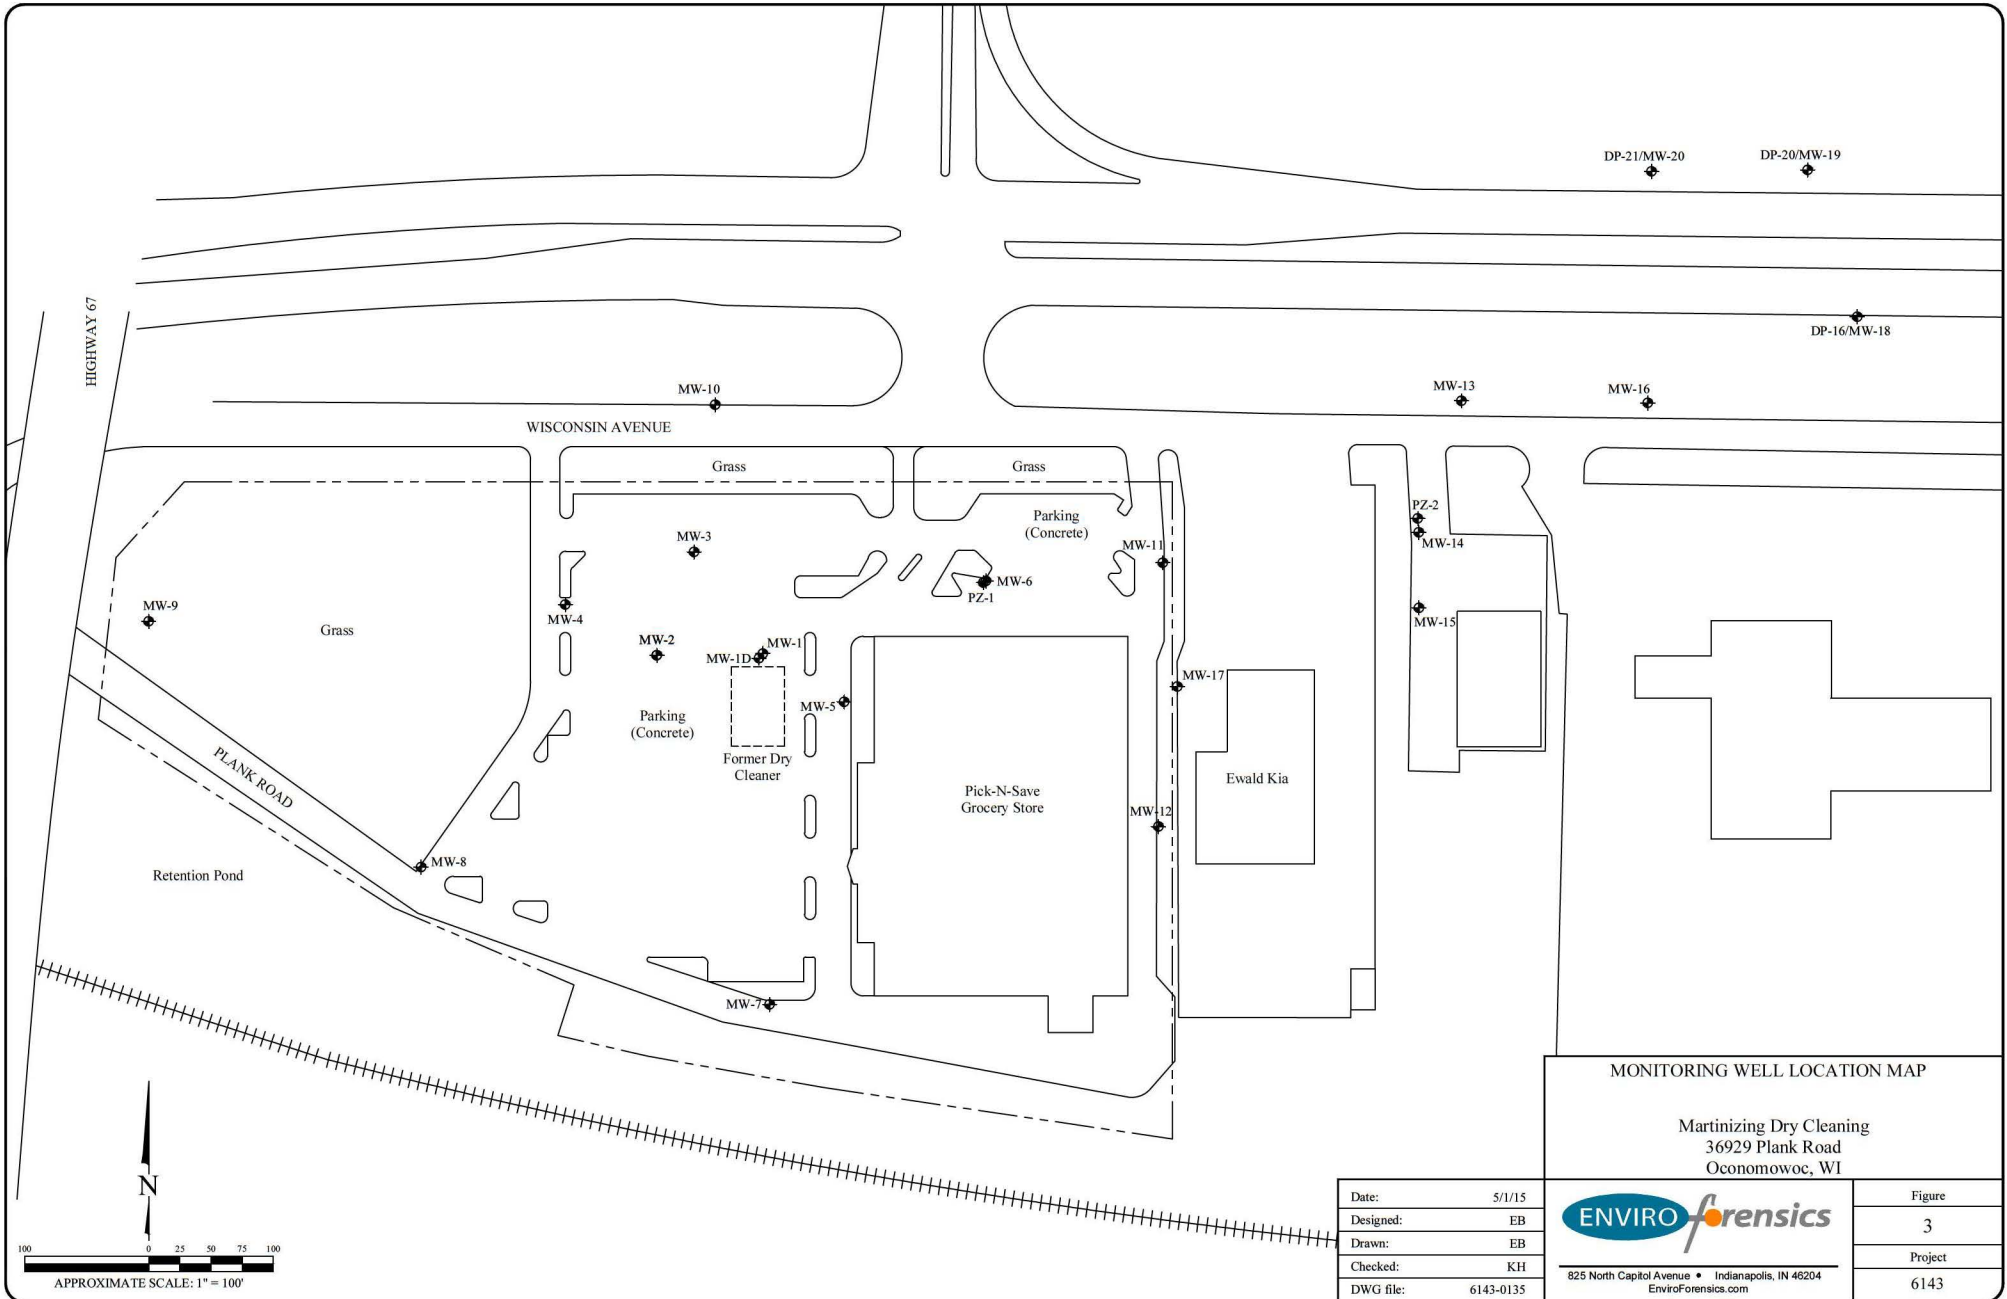 DP-21/MW-20
DP-20/MW-19
HIGHWAY 67
DP-16/MW-18
MW-10
MW-13
MW-16
WISCONSIN AVENUE
Grass
Grass
Parking
(Concrete)
PZ-2
MW-14
MW-3
MW-11
MW-6
PZ-1
MW-9
MW-4
MW-15
Grass
MW-2
MW-1
MW-1D
MW-17
MW-5
Parking
(Concrete)
Former Dry
Cleaner
PLANK ROAD
Pick-N-Save
Grocery Store
Ewald Kia
MW-12
MW-8
Retention Pond
MW-7
N
100 0 25 50 75 100
APPROXIMATE SCALE: 1" = 100'
MONITORING WELL LOCATION MAP
Martinizing Dry Cleaning
36929 Plank Road
Oconomowoc, WI
Date: 5/1/15
Designed: EB
Drawn: EB
Checked: KH
DWG file: 6143-0135
ENVIRO forensics
825 North Capitol Avenue • Indianapolis, IN 46204
EnviroForensics.com
Figure
3
Project
6143